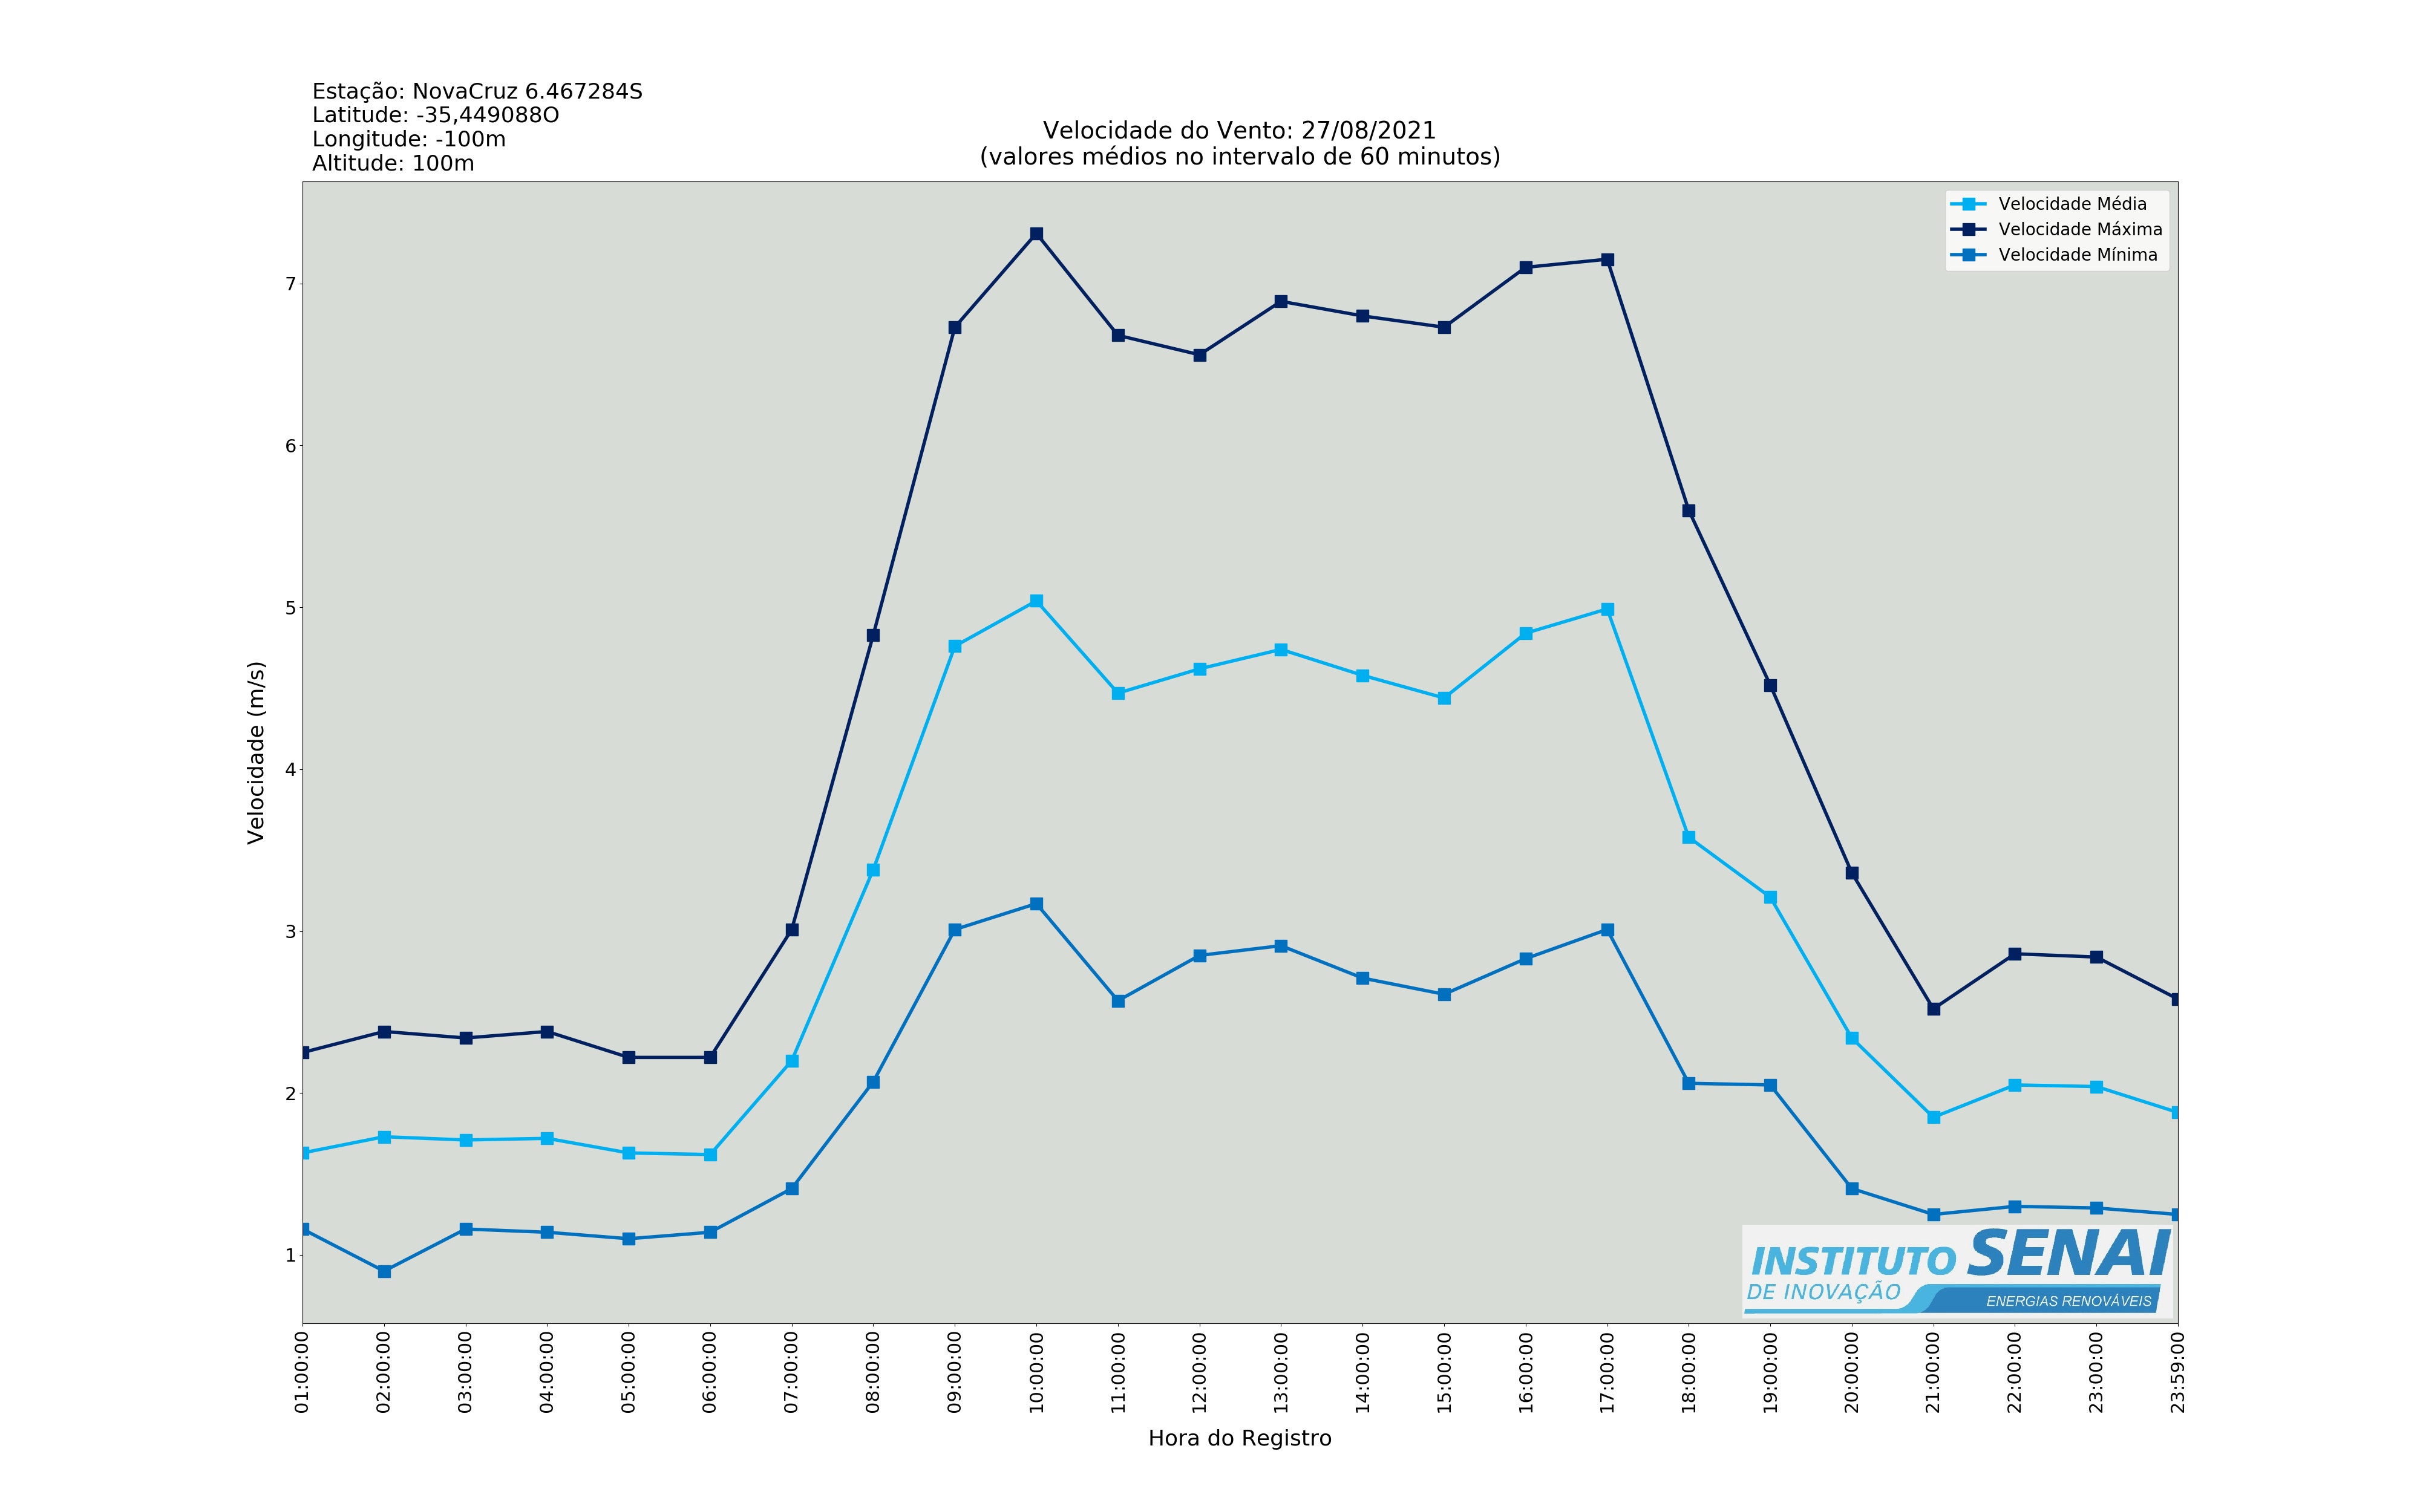 Estação: NovaCruz 6.467284S
Latitude: -35,449088O
Longitude: -100m
Altitude: 100m
Velocidade do Vento: 27/08/2021
(valores médios no intervalo de 60 minutos)
Velocidade Média
Velocidade Máxima
Velocidade Mínima
7
6
5
4
3
2
1
Velocidade (m/s)
INSTITUTO SENAI
DE INOVAÇÃO
ENERGIAS RENOVÁVEIS
01:00:00
02:00:00
03:00:00
04:00:00
05:00:00
06:00:00
07:00:00
08:00:00
09:00:00
10:00:00
11:00:00
12:00:00
13:00:00
14:00:00
15:00:00
16:00:00
17:00:00
18:00:00
19:00:00
20:00:00
21:00:00
22:00:00
23:00:00
23:59:00
Hora do Registro